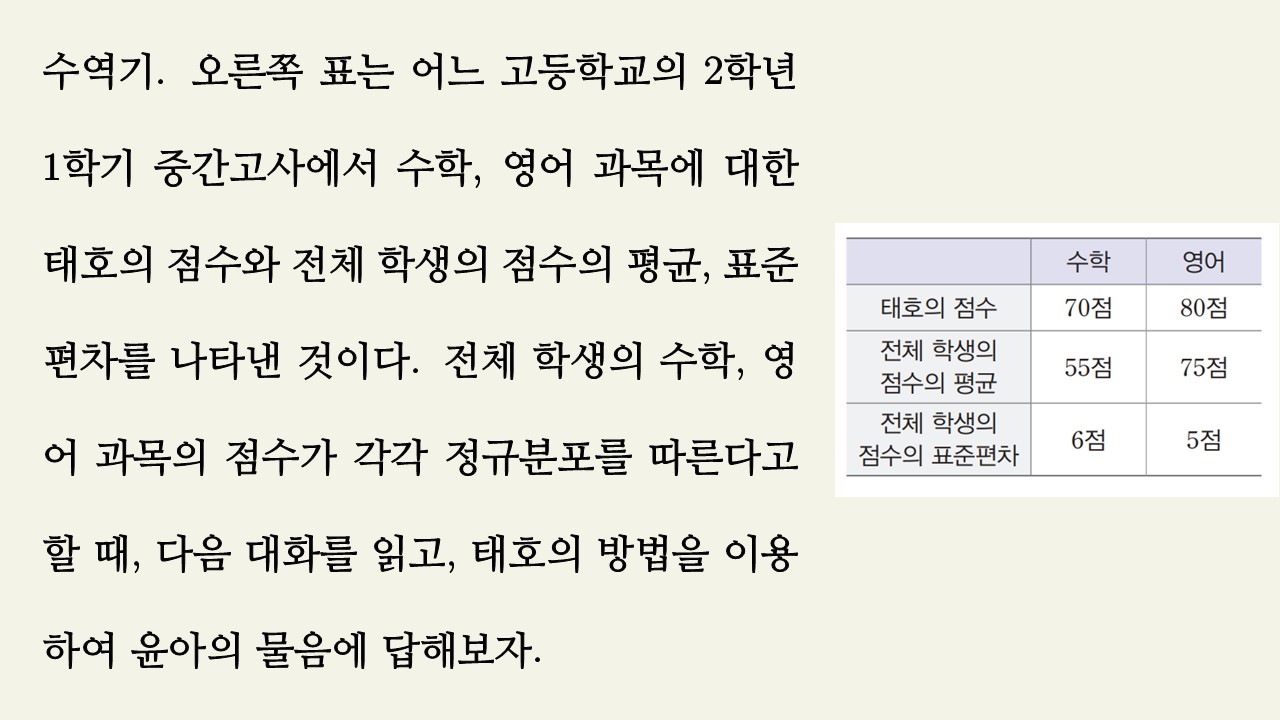 수역기. 오른쪽 표는 어느 고등학교의 2학년
1학기 중간고사에서 수학, 영어 과목에 대한
태호의 점수와 전체 학생의 점수의 평균, 표준
편차를 나타낸 것이다. 전체 학생의 수학, 영
어 과목의 점수가 각각 정규분포를 따른다고
할 때, 다음 대화를 읽고, 태호의 방법을 이용
하여 윤아의 물음에 답해보자.
수학 영어
태호의 점수 70점 80점
전체 학생의
점수의 평균 55점 75점
전체 학생의
점수의 표준편차 6점 5점